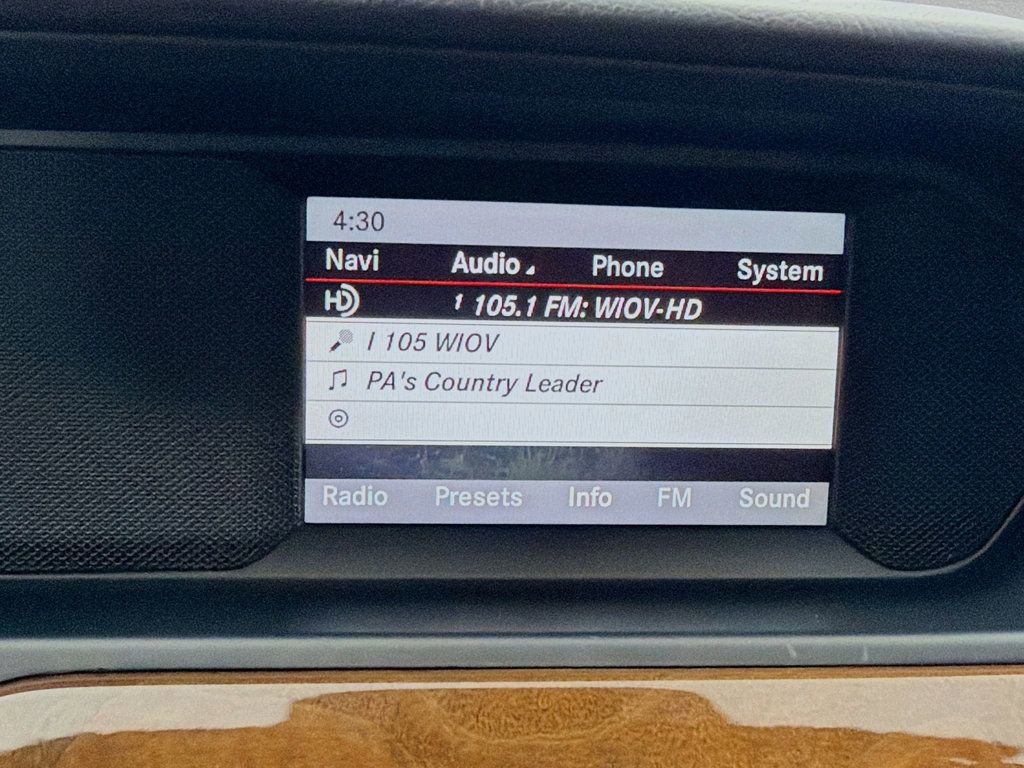 4:30
Navi Audio Phone System
HD 1 105.1 FM: WIOV-HD
I 105 WIOV
PA's Country Leader
Radio Presets Info FM Sound